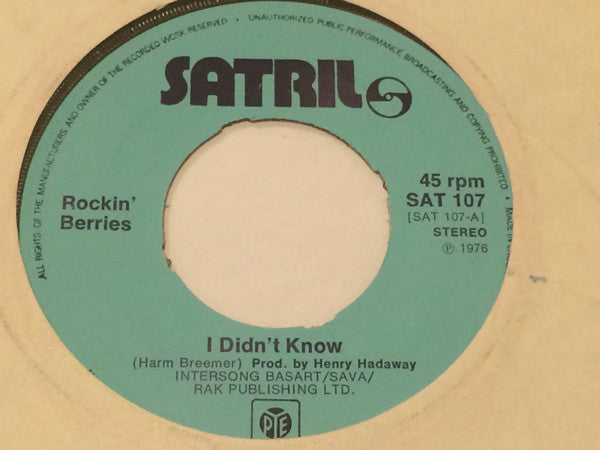 ALL RIGHTS OF THE MANUFACTURERS AND OWNER OF THE RECORDED WORK RESERVED • UNAUTHORIZED PUBLIC PERFORMANCE, BROADCASTING AND COPYING PROHIBITED • MADE IN
SATRIL
Rockin'
Berries
45 rpm
SAT 107
[SAT 107-A]
STEREO
℗ 1976
I Didn't Know
(Harm Breemer) Prod. by Henry Hadaway
INTERSONG BASART/SAVA/
RAK PUBLISHING LTD.
PYE